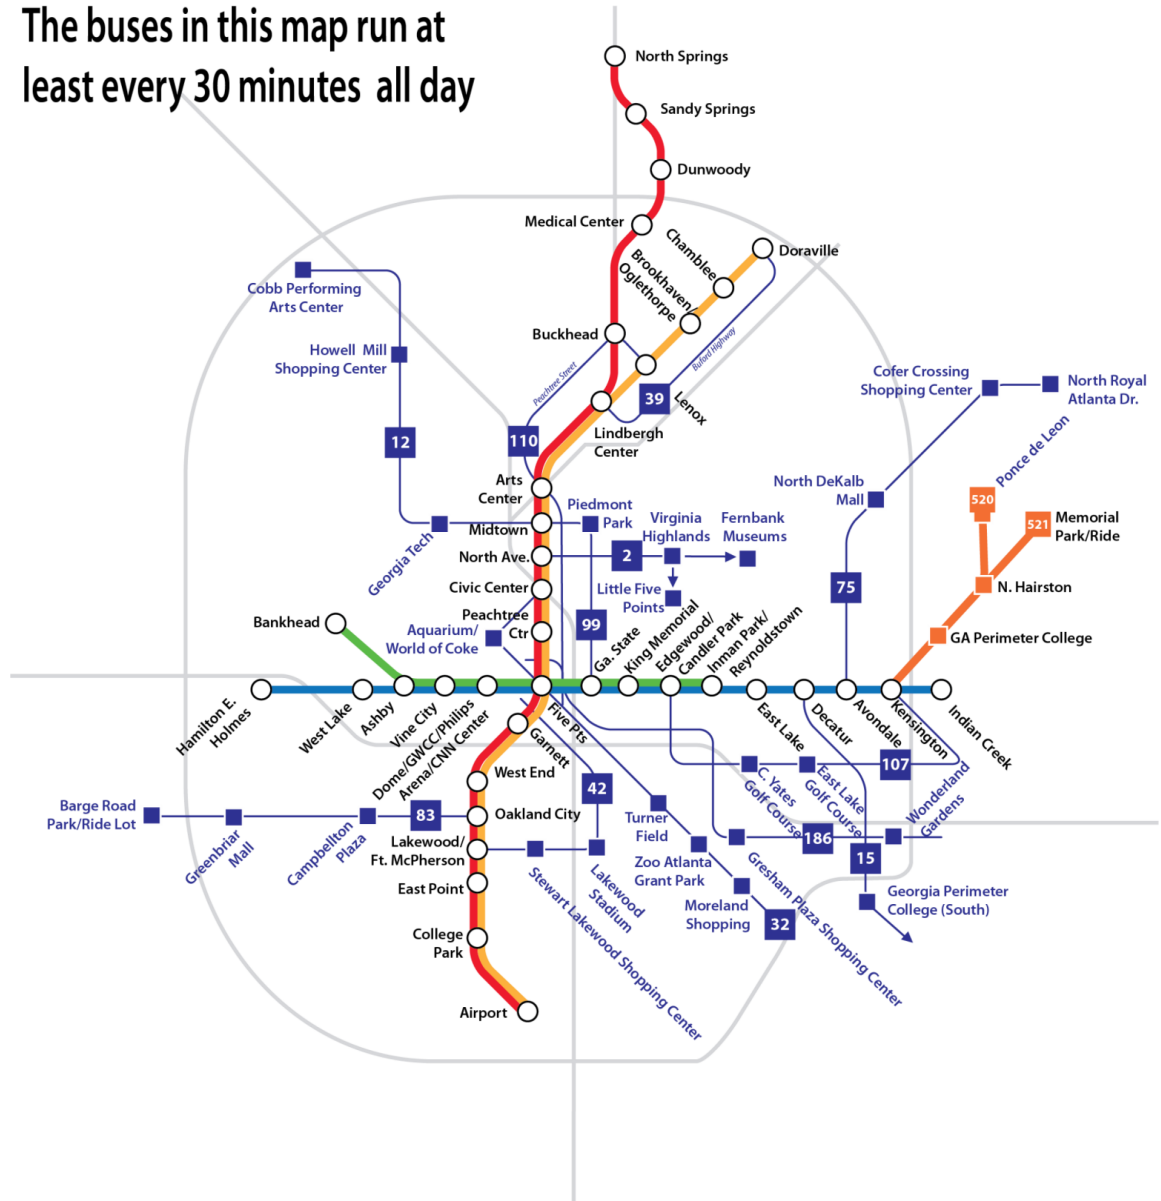 The buses in this map run at
least every 30 minutes  all day
North Springs
Sandy Springs
Dunwoody
Medical Center
Chamblee
Doraville
Brookhaven/
Oglethorpe
Cobb Performing
Arts Center
Buckhead
Howell  Mill
Shopping Center
Peachtree Street
Buford Highway
39
Lenox
Cofer Crossing
Shopping Center
North Royal
Atlanta Dr.
12
110
Lindbergh
Center
Ponce de Leon
Arts
Center
North DeKalb
Mall
520
521
Memorial
Park/Ride
Piedmont
Park
Virginia
Highlands
Fernbank
Museums
Midtown
Georgia Tech
North Ave.
2
Civic Center
Little Five
Points
75
N. Hairston
Bankhead
Peachtree
Ctr
Aquarium/
World of Coke
99
GA Perimeter College
Ga. State
King Memorial
Edgewood/
Candler Park
Inman Park/
Reynoldstown
Hamilton E.
Holmes
West Lake
Ashby
Vine City
Dome/GWCC/Philips
Arena/CNN Center
Five Pts
Garnett
East Lake
Decatur
Avondale
Kensington
Indian Creek
West End
42
C. Yates
Golf Course
East Lake
Golf Course
107
Wonderland
Gardens
Barge Road
Park/Ride Lot
Greenbriar
Mall
Campbellton
Plaza
83
Oakland City
Turner
Field
186
Lakewood/
Ft. McPherson
Zoo Atlanta
Grant Park
15
East Point
Stewart Lakewood Shopping Center
Lakewood
Stadium
Moreland
Shopping
Gresham Plaza Shopping Center
32
Georgia Perimeter
College (South)
College
Park
Airport